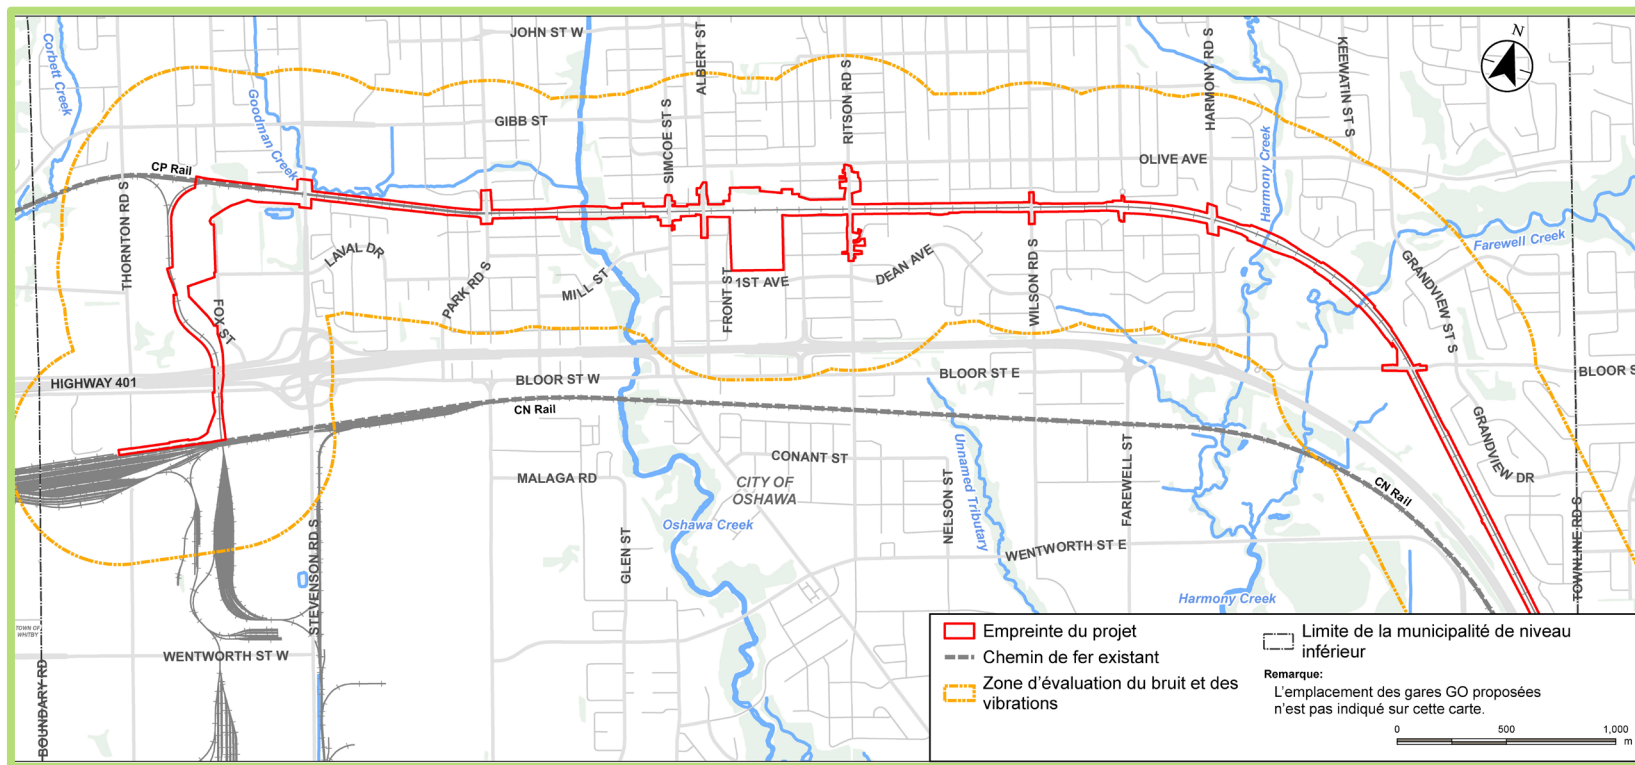 JOHN ST W
ALBERT ST
RITSON RD S
HARMONY RD S
KEEWATIN ST S
N
Corbett Creek
Goodman Creek
GIBB ST
SIMCOE ST S
OLIVE AVE
Harmony Creek
CP Rail
THORNTON RD S
LAVAL DR
PARK RD S
MILL ST
FRONT ST
1ST AVE
DEAN AVE
WILSON RD S
Farewell Creek
GRANDVIEW ST S
FOX ST
HIGHWAY 401
BLOOR ST W
BLOOR ST E
BLOOR S
CN Rail
GRANDVIEW DR
MALAGA RD
CONANT ST
CITY OF
OSHAWA
NELSON ST
Unnamed Tributary
FAREWELL ST
CN Rail
Oshawa Creek
GLEN ST
STEVENSON RD S
WENTWORTH ST E
TOWNLINE RD S
Harmony Creek
TOWN OF
WHITBY
WENTWORTH ST W
BOUNDARY RD
Empreinte du projet
Chemin de fer existant
Zone d'évaluation du bruit et des
vibrations
Limite de la municipalité de niveau
inférieur
Remarque:
L'emplacement des gares GO proposées
n'est pas indiqué sur cette carte.
0 500 1,000
m